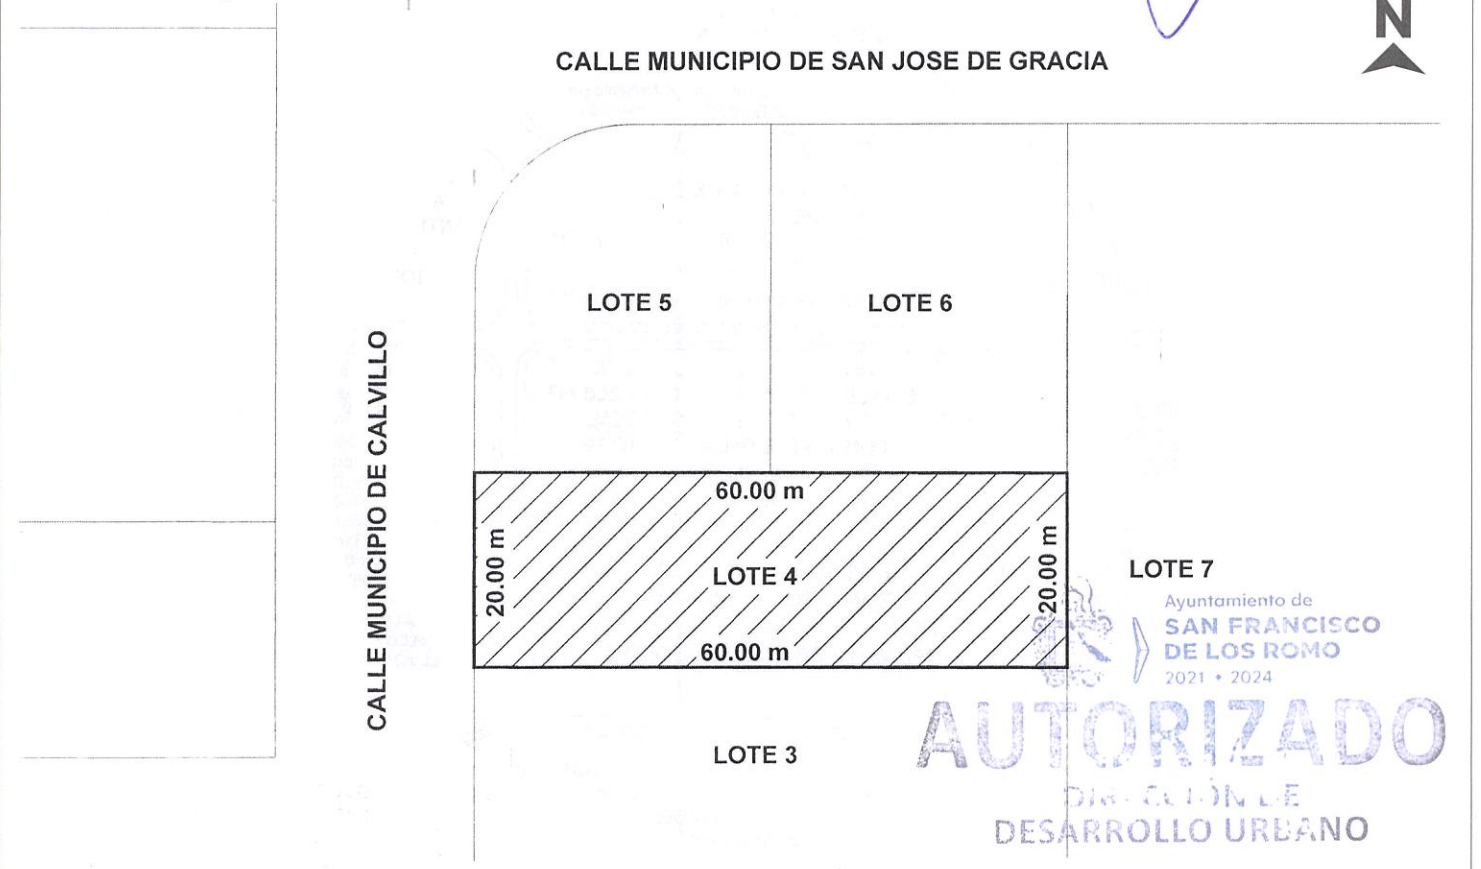 N
CALLE MUNICIPIO DE SAN JOSE DE GRACIA
LOTE 5
LOTE 6
CALLE MUNICIPIO DE CALVILLO
60.00 m
20.00 m
LOTE 4
20.00 m
60.00 m
LOTE 7
Ayuntamiento de
SAN FRANCISCO
DE LOS ROMO
2021 • 2024
AUTORIZADO
DIRECCIÓN DE
DESARROLLO URBANO
LOTE 3